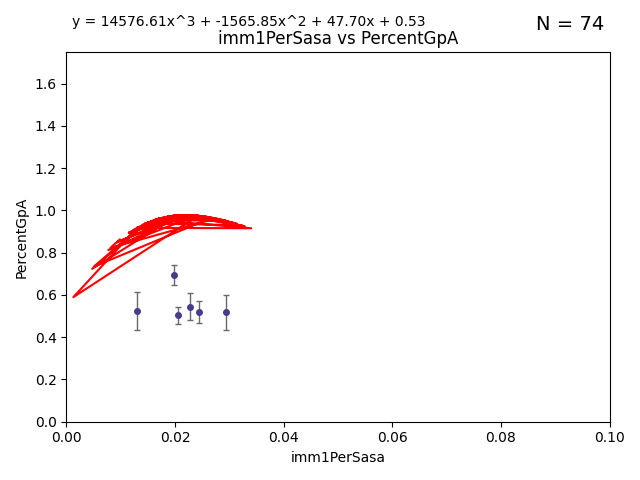 y = 14576.61x^3 + -1565.85x^2 + 47.70x + 0.53
N = 74
imm1PerSasa vs PercentGpA
PercentGpA
1.6
1.4
1.2
1.0
0.8
0.6
0.4
0.2
0.0
0.00 0.02 0.04 0.06 0.08 0.10
imm1PerSasa